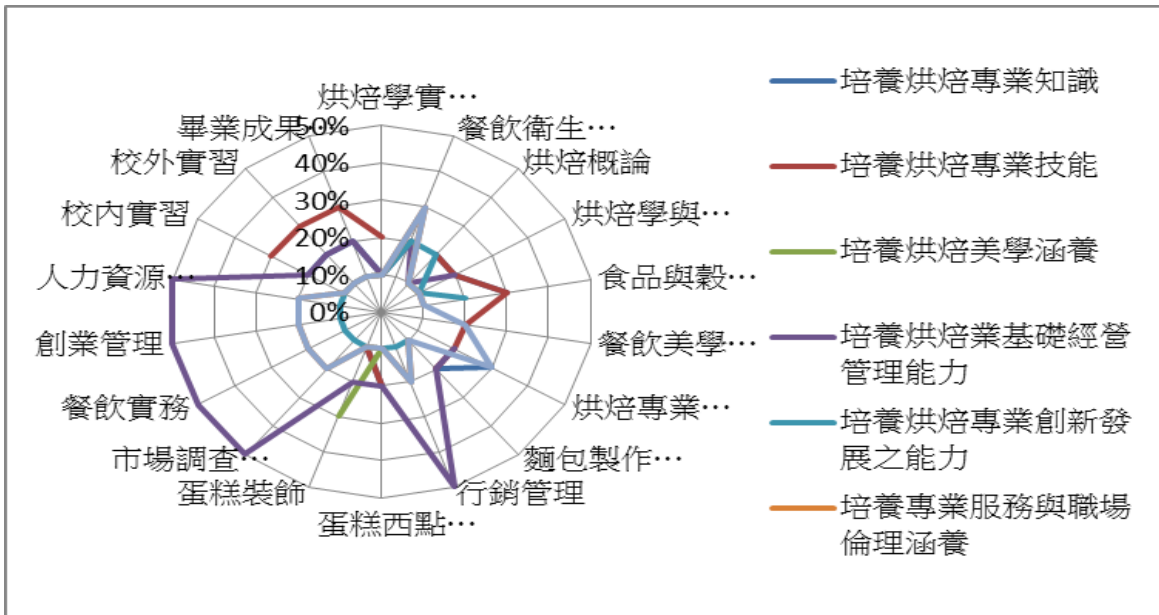 烘焙學實…
餐飲衛生…
烘焙概論
烘焙學與…
食品與穀…
餐飲美學…
烘焙專業…
麵包製作…
行銷管理
蛋糕西點…
蛋糕裝飾
市場調查…
餐飲實務
創業管理
人力資源…
校內實習
校外實習
畢業成果…
50%
40%
30%
20%
10%
0%
培養烘焙專業知識
培養烘焙專業技能
培養烘焙美學涵養
培養烘焙業基礎經營
管理能力
培養烘焙專業創新發
展之能力
培養專業服務與職場
倫理涵養